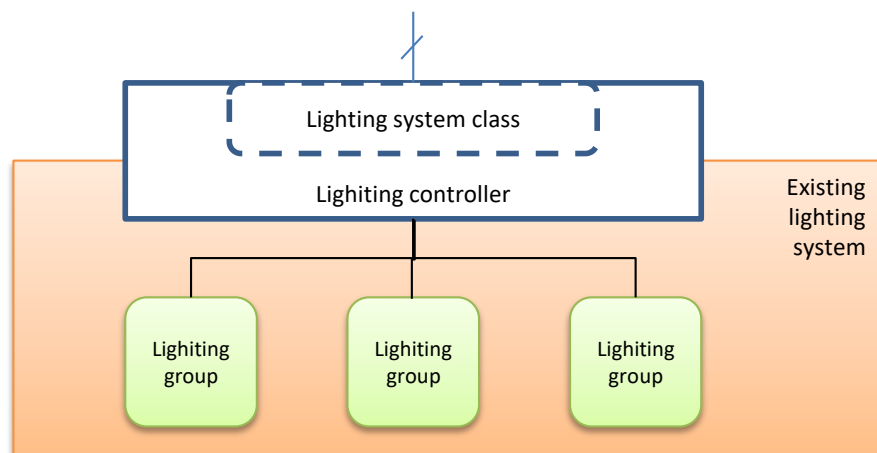 Lighting system class
Lighiting controller
Existing
lighting
system
Lighiting
group
Lighiting
group
Lighiting
group